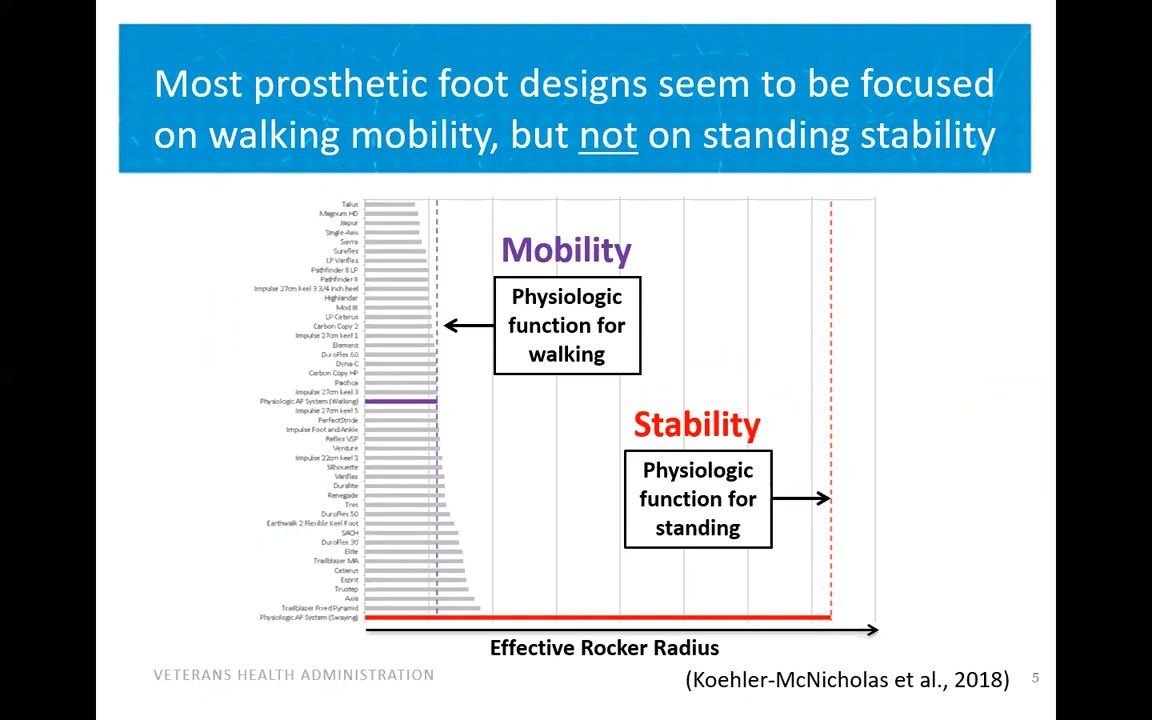 Most prosthetic foot designs seem to be focused
on walking mobility, but not on standing stability
Talux
Magnum HD
Jaipur
Single-Axis
Sierra
Sureflex
LP Variflex
Pathfinder II LP
Pathfinder II
Impulse 27cm keel 3 3/4 inch heel
Highlander
Mod III
LP Ceterus
Carbon Copy 2
Impulse 27cm keel 1
Element
DuroFlex 60
Dyna-C
Carbon Copy HP
Pacifica
Impulse 27cm keel 3
Physiologic AF System (Walking)
Impulse 27cm keel 5
PerfectStride
Impulse Foot and Ankle
Reflex VSP
Venture
Impulse 22cm keel 3
Silhouette
Variflex
Duralite
Renegade
Tres
DuroFlex 50
Earthwalk 2 Flexible Keel Foot
SACH
DuroFlex 30
Elite
Trailblazer MA
Ceterus
Esprit
Trustep
Axia
Trailblazer Fixed Pyramid
Physiologic AF System (Swaying)
Mobility
Physiologic
function for
walking
Stability
Physiologic
function for
standing
Effective Rocker Radius
VETERANS HEALTH ADMINISTRATION
(Koehler-McNicholas et al., 2018)
5